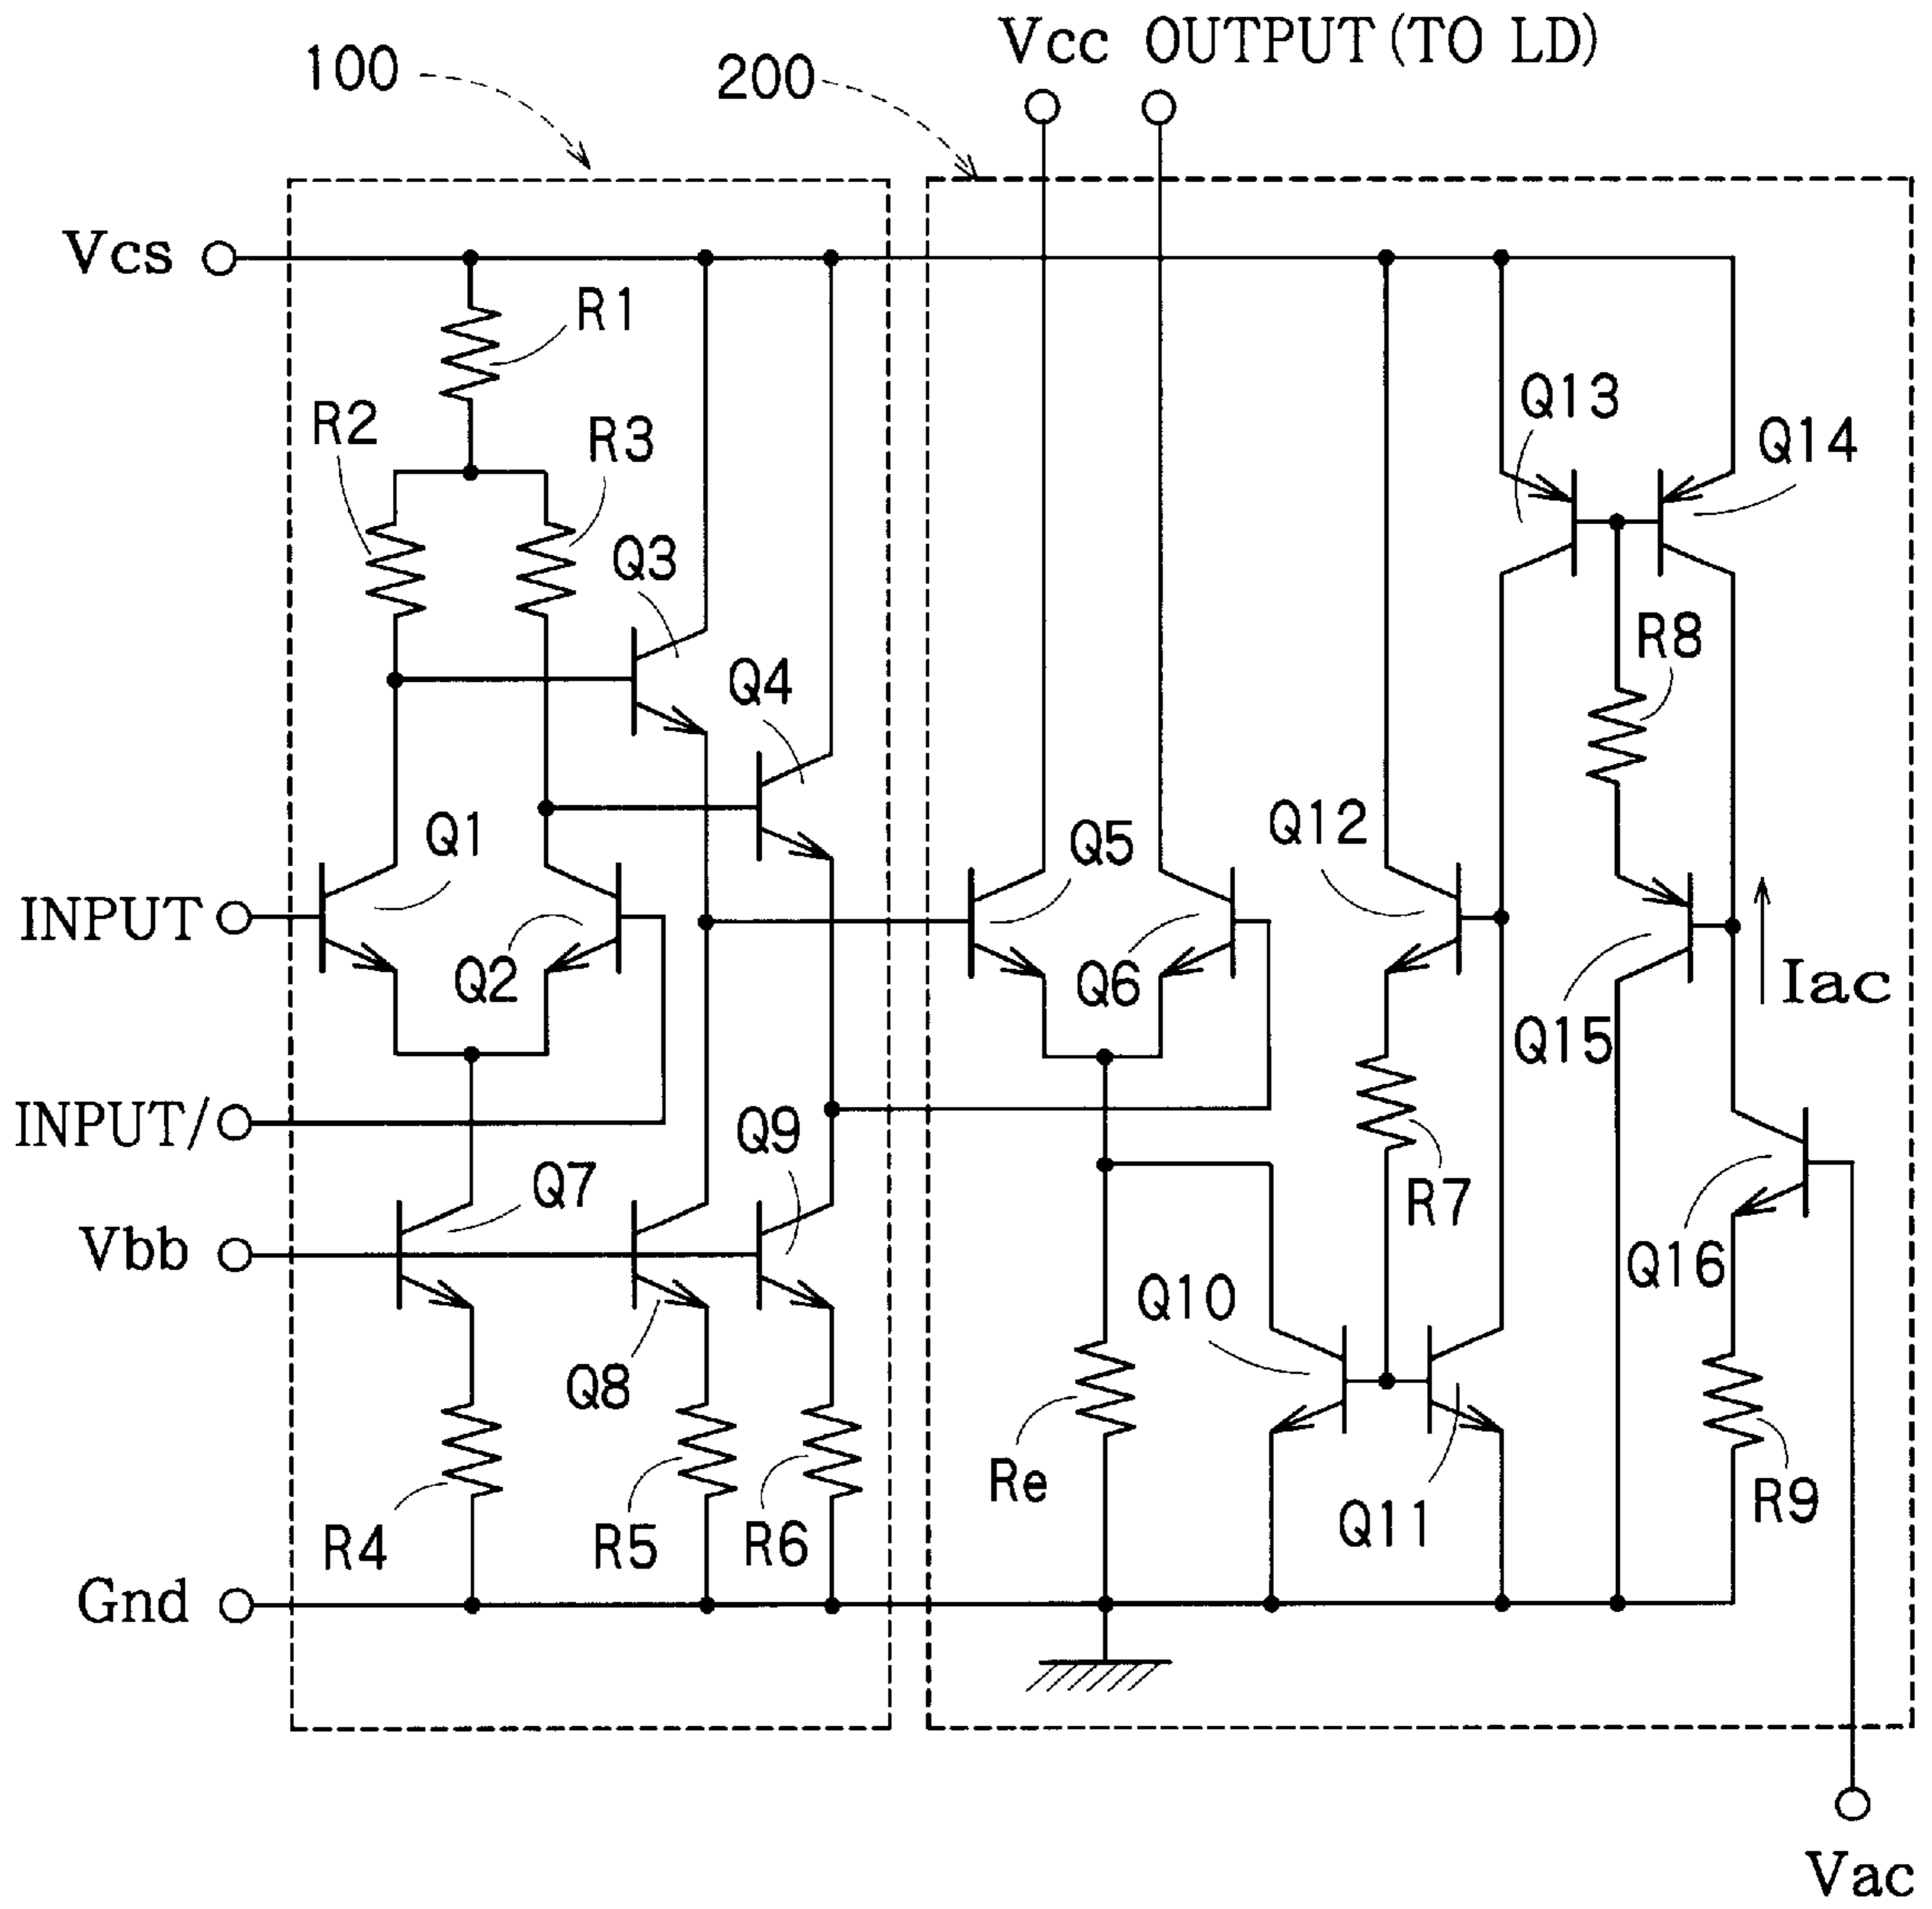 Vcc OUTPUT (TO LD)
100
200
Vcs
R1
R2
R3
Q13
Q14
Q3
R8
Q4
Q1
Q5
Q12
INPUT
Q2
Q6
Iac
Q15
INPUT/
Q9
Q7
R7
Vbb
Q16
Q10
Q8
Re
R9
Q11
R4
R5
R6
Gnd
Vac